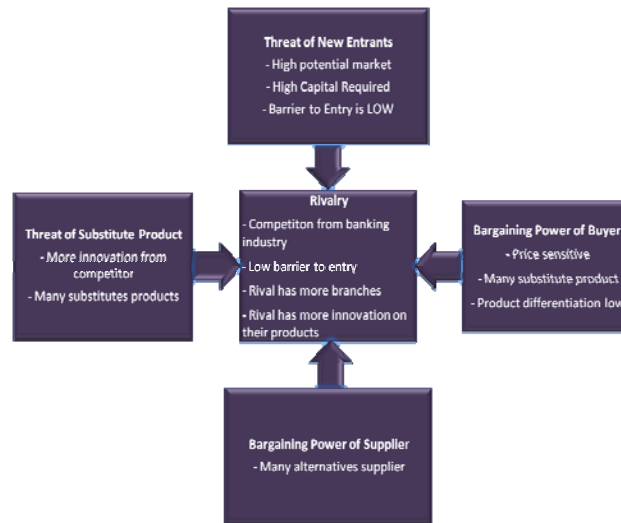 Threat of New Entrants
- High potential market
- High Capital Required
- Barrier to Entry is LOW
Threat of Substitute Product
- More innovation from
competitor
- Many substitutes products
Rivalry
- Competiton from banking
industry
- Low barrier to entry
- Rival has more branches
- Rival has more innovation on
their products
Bargaining Power of Buyer
- Price sensitive
- Many substitute product
- Product differentiation low
Bargaining Power of Supplier
- Many alternatives supplier